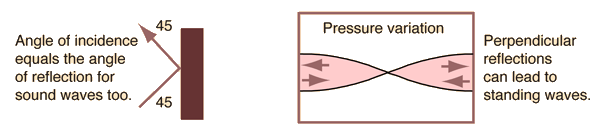 45
Angle of incidence
equals the angle
of reflection for
sound waves too.
45
Pressure variation
Perpendicular
reflections
can lead to
standing waves.